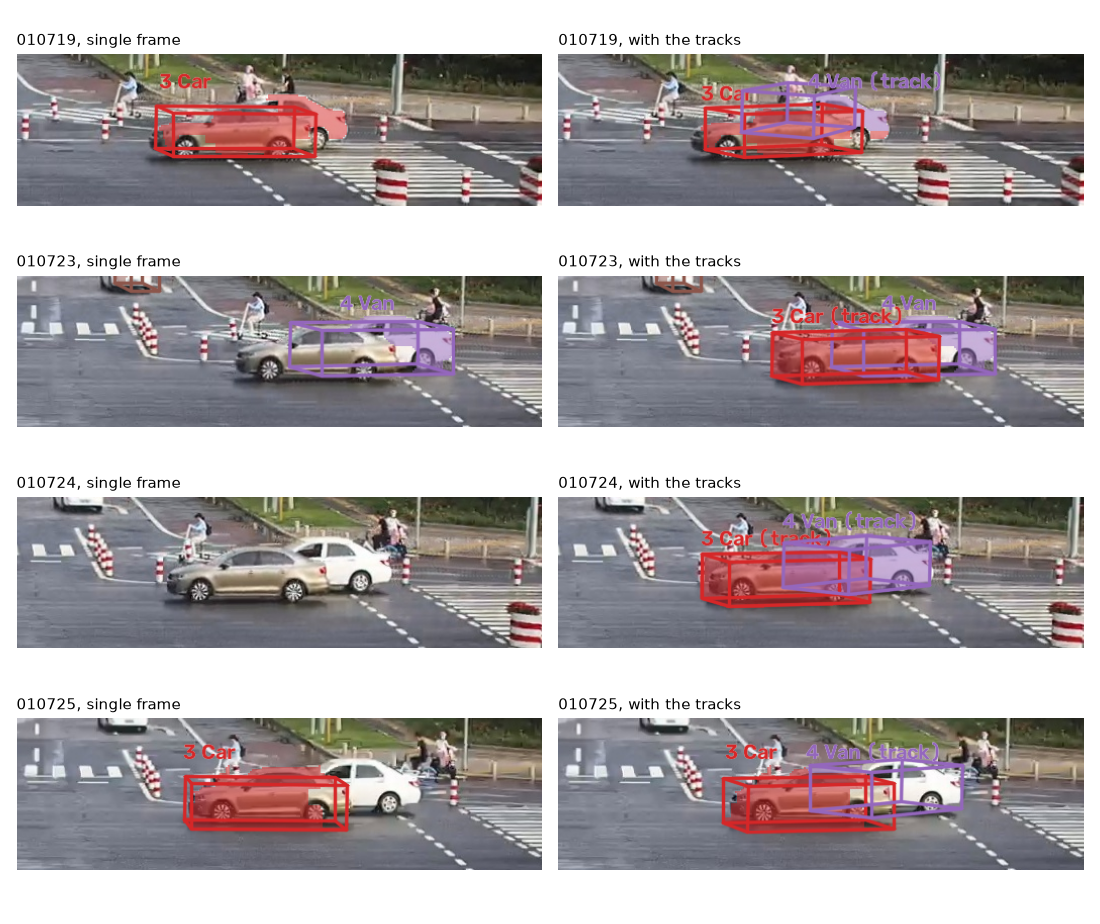 010719, single frame
010719, with the tracks
3 Car
3 Car
4 Van (track)
010723, single frame
010723, with the tracks
4 Van
4 Van
3 Car (track)
010724, single frame
010724, with the tracks
4 Van (track)
3 Car (track)
010725, single frame
010725, with the tracks
3 Car
3 Car
4 Van (track)